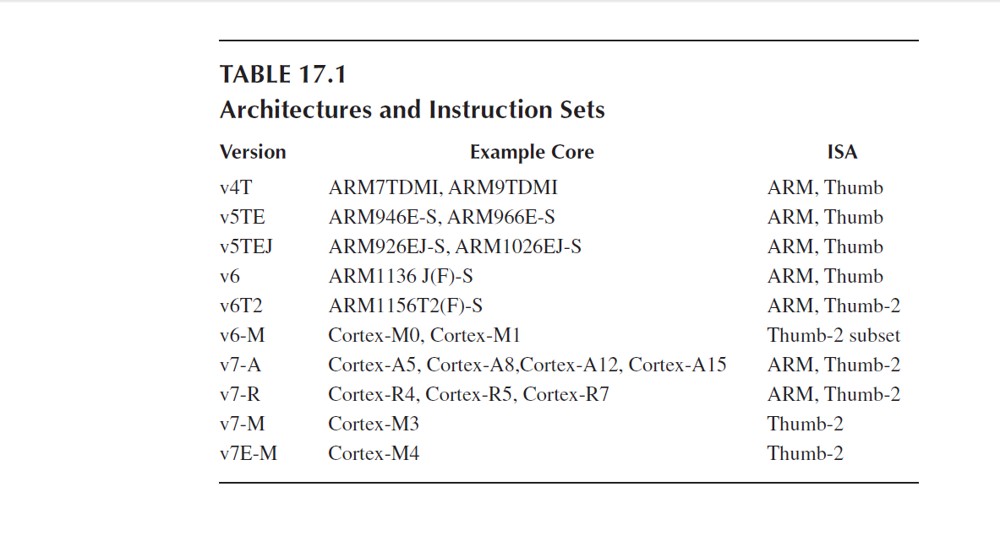 TABLE 17.1
Architectures and Instruction Sets
Version Example Core ISA
v4T ARM7TDMI, ARM9TDMI ARM, Thumb
v5TE ARM946E-S, ARM966E-S ARM, Thumb
v5TEJ ARM926EJ-S, ARM1026EJ-S ARM, Thumb
v6 ARM1136 J(F)-S ARM, Thumb
v6T2 ARM1156T2(F)-S ARM, Thumb-2
v6-M Cortex-M0, Cortex-M1 Thumb-2 subset
v7-A Cortex-A5, Cortex-A8,Cortex-A12, Cortex-A15 ARM, Thumb-2
v7-R Cortex-R4, Cortex-R5, Cortex-R7 ARM, Thumb-2
v7-M Cortex-M3 Thumb-2
v7E-M Cortex-M4 Thumb-2